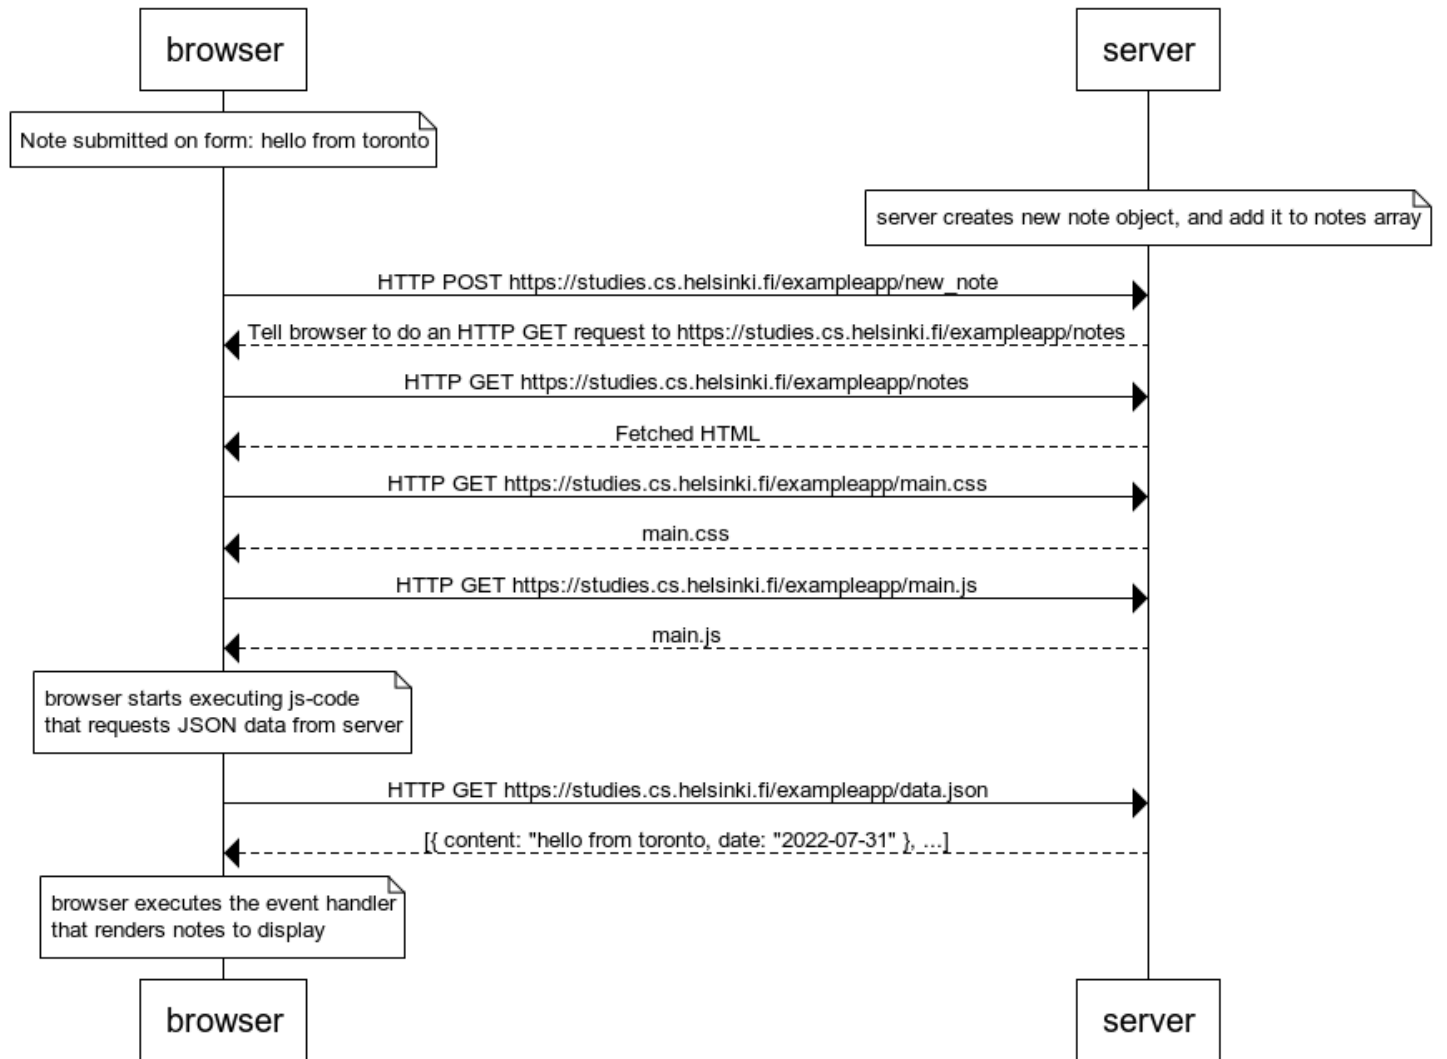 browser
server
Note submitted on form: hello from toronto
server creates new note object, and add it to notes array
HTTP POST https://studies.cs.helsinki.fi/exampleapp/new_note
Tell browser to do an HTTP GET request to https://studies.cs.helsinki.fi/exampleapp/notes
HTTP GET https://studies.cs.helsinki.fi/exampleapp/notes
Fetched HTML
HTTP GET https://studies.cs.helsinki.fi/exampleapp/main.css
main.css
HTTP GET https://studies.cs.helsinki.fi/exampleapp/main.js
main.js
browser starts executing js-code
that requests JSON data from server
HTTP GET https://studies.cs.helsinki.fi/exampleapp/data.json
[{ content: "hello from toronto, date: "2022-07-31" }, ...]
browser executes the event handler
that renders notes to display
browser
server